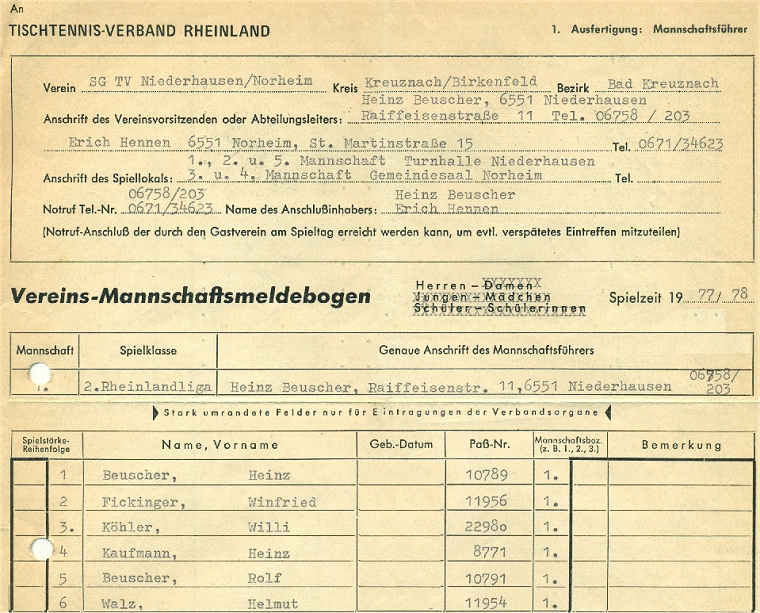 An
TISCHTENNIS-VERBAND RHEINLAND 1. Ausfertigung: Mannschaftsführer
Verein SG TV Niederhausen/Norheim Kreis Kreuznach/Birkenfeld Bezirk Bad Kreuznach
Heinz Beuscher, 6551 Niederhausen
Anschrift des Vereinsvorsitzenden oder Abteilungsleiters: Raiffeisenstraße 11 Tel. 06758 / 203
Erich Hennen 6551 Norheim, St. Martinstraße 15 Tel. 0671/34623
1., 2. u. 5. Mannschaft Turnhalle Niederhausen
Anschrift des Spiellokals: 3. u. 4. Mannschaft Gemeindesaal Norheim Tel.
06758/203 Heinz Beuscher
Notruf Tel.-Nr. 0671/34623 Name des Anschlußinhabers: Erich Hennen
(Notruf-Anschluß der durch den Gastverein am Spieltag erreicht werden kann, um evtl. verspätetes Eintreffen mitzuteilen)
Vereins-Mannschaftsmeldebogen
Herren - Damen
Jungen - Mädchen
Schüler - Schülerinnen
Spielzeit 19 77/ 78
Mannschaft Spielklasse Genaue Anschrift des Mannschaftsführers
1. 2.Rheinlandliga Heinz Beuscher, Raiffeisenstr. 11,6551 Niederhausen 06758/
203
Stark umrandete Felder nur für Eintragungen der Verbandsorgane
Spielstärke-Reihenfolge Name, Vorname Geb.-Datum Paß-Nr. Mannschaftsbez. (z. B. 1., 2., 3.) Bemerkung
1 Beuscher, Heinz 10789 1.
2 Fickinger, Winfried 11956 1.
3. Köhler, Willi 22980 1.
4 Kaufmann, Heinz 8771 1.
5 Beuscher, Rolf 10791 1.
6 Walz, Helmut 11954 1.